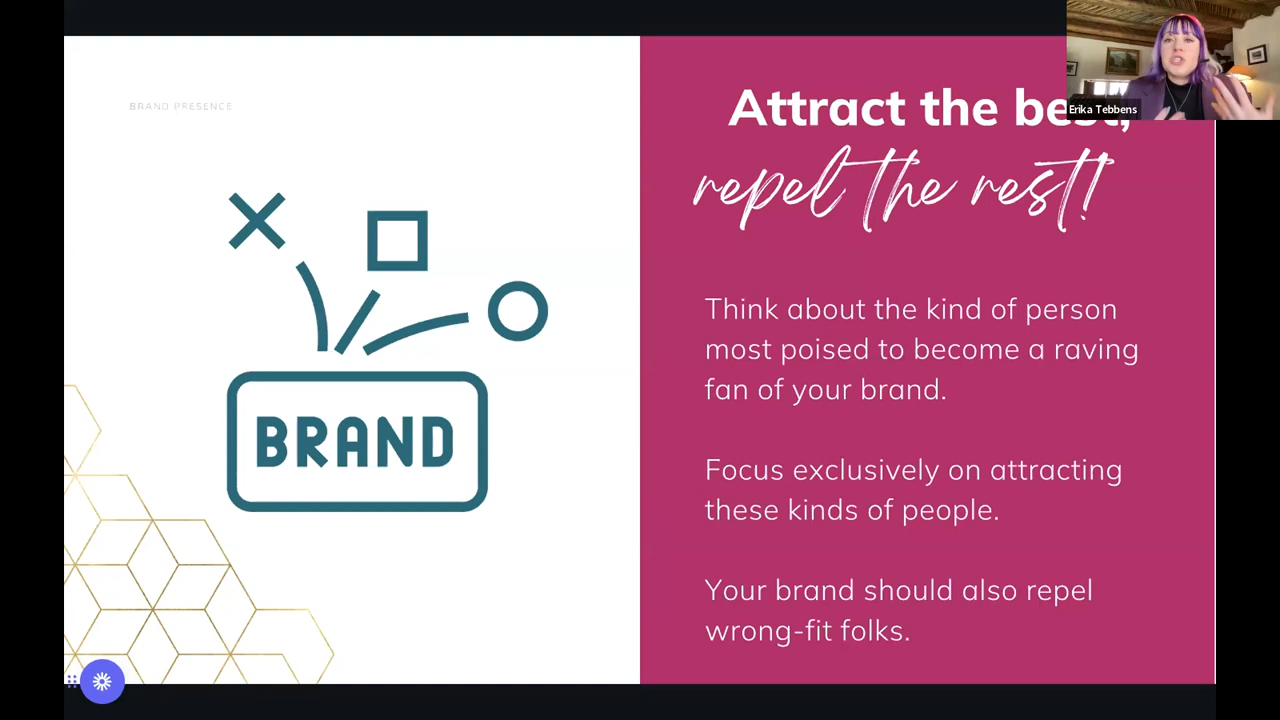 BRAND PRESENCE
Attract the best,
repel the rest!
Erika Tebbens
BRAND
Think about the kind of person
most poised to become a raving
fan of your brand.
Focus exclusively on attracting
these kinds of people.
Your brand should also repel
wrong-fit folks.